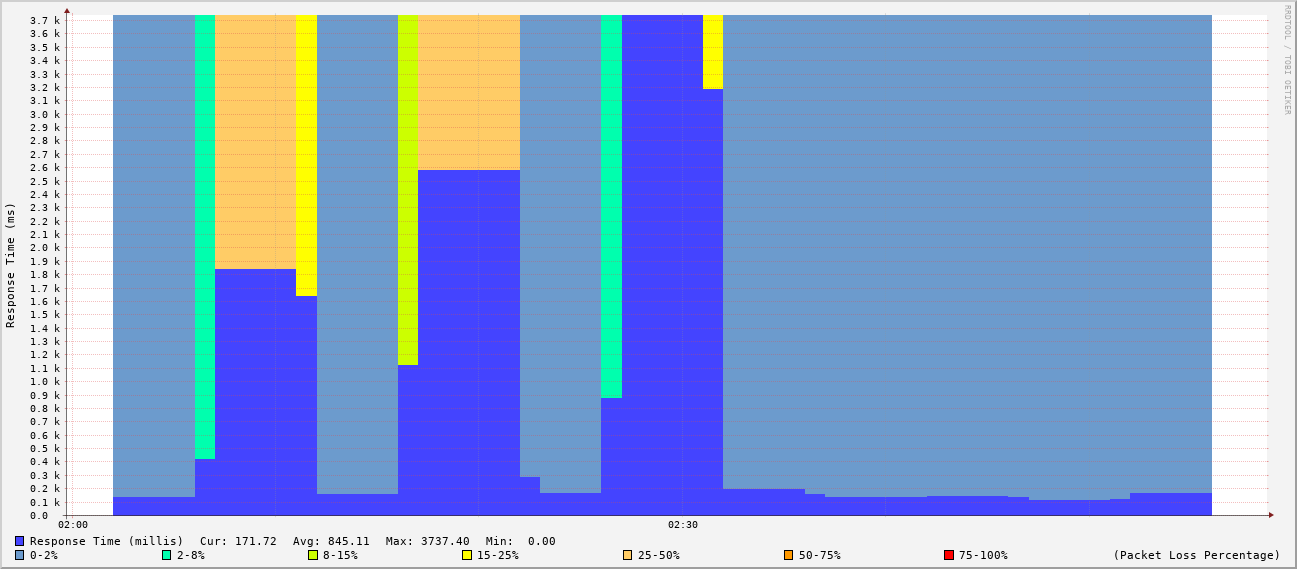 RRDTOOL / TOBI OETIKER
Response Time (ms)
3.7 k
3.6 k
3.5 k
3.4 k
3.3 k
3.2 k
3.1 k
3.0 k
2.9 k
2.8 k
2.7 k
2.6 k
2.5 k
2.4 k
2.3 k
2.2 k
2.1 k
2.0 k
1.9 k
1.8 k
1.7 k
1.6 k
1.5 k
1.4 k
1.3 k
1.2 k
1.1 k
1.0 k
0.9 k
0.8 k
0.7 k
0.6 k
0.5 k
0.4 k
0.3 k
0.2 k
0.1 k
0.0
02:00 02:30
Response Time (millis) Cur: 171.72 Avg: 845.11 Max: 3737.40 Min: 0.00
0-2% 2-8% 8-15% 15-25% 25-50% 50-75% 75-100% (Packet Loss Percentage)